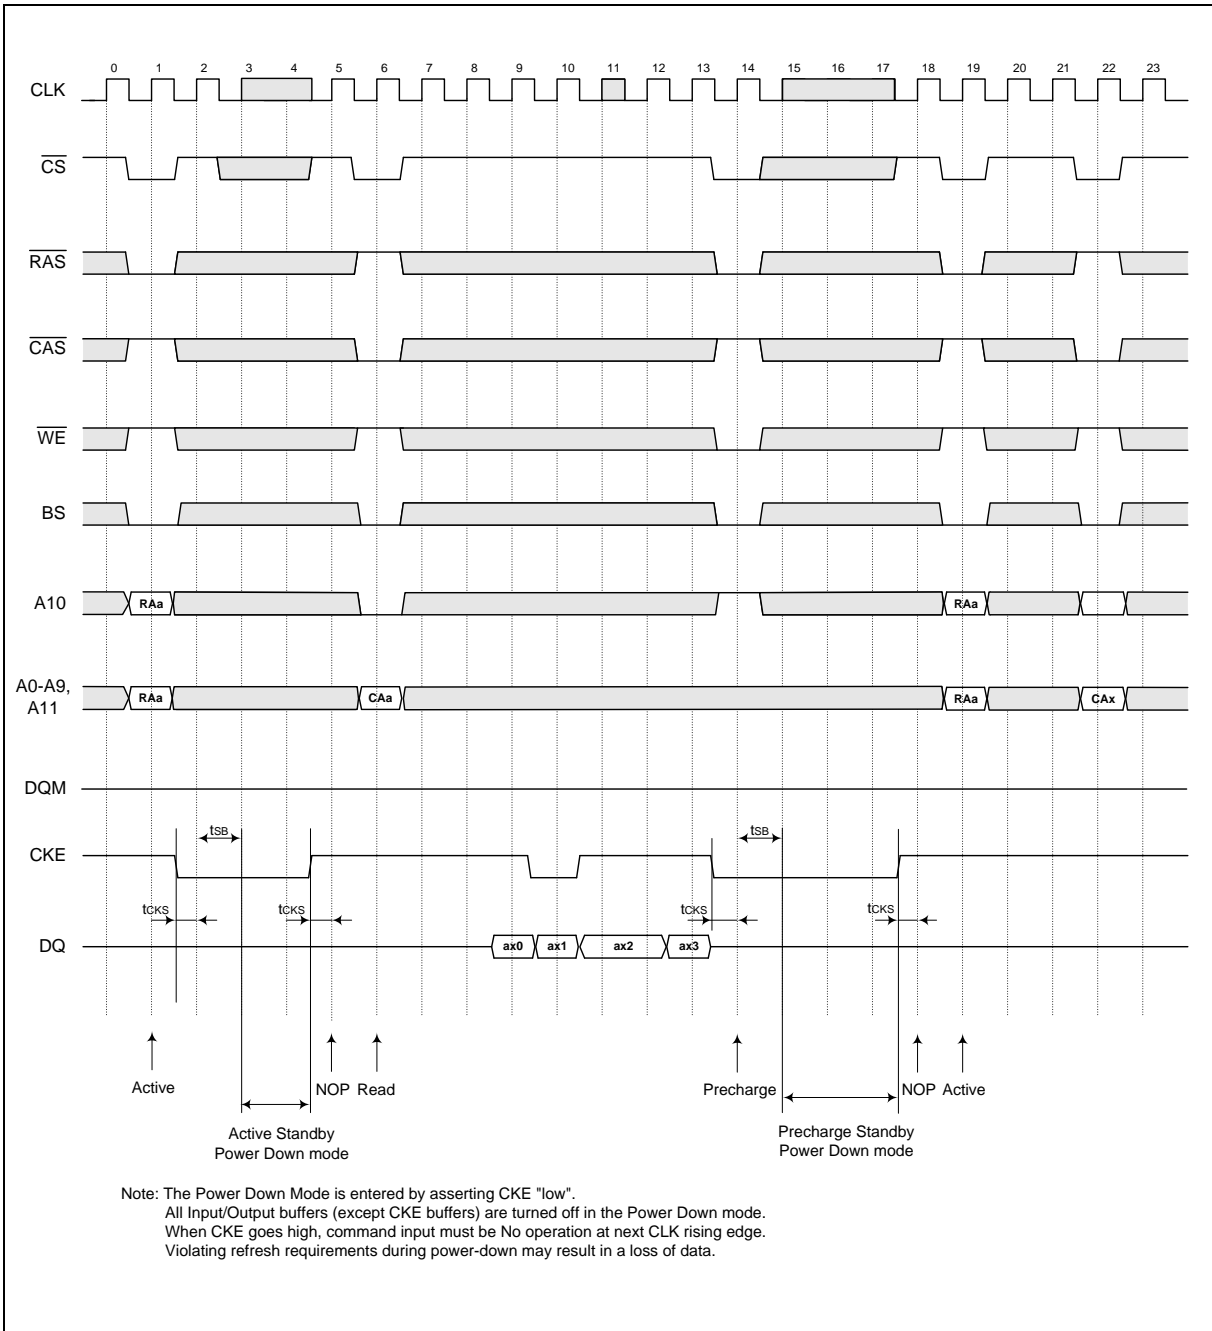 0 1 2 3 4 5 6 7 8 9 10 11 12 13 14 15 16 17 18 19 20 21 22 23
CLK
CS
RAS
CAS
WE
BS
A10 RAa RAa
A0-A9,
A11 RAa CAa RAa CAx
DQM
tSB tSB
CKE
tCKS tCKS tCKS tCKS
DQ ax0 ax1 ax2 ax3
Active NOP Read Precharge NOP Active
Active Standby
Power Down mode
Precharge Standby
Power Down mode
Note: The Power Down Mode is entered by asserting CKE "low".
All Input/Output buffers (except CKE buffers) are turned off in the Power Down mode.
When CKE goes high, command input must be No operation at next CLK rising edge.
Violating refresh requirements during power-down may result in a loss of data.